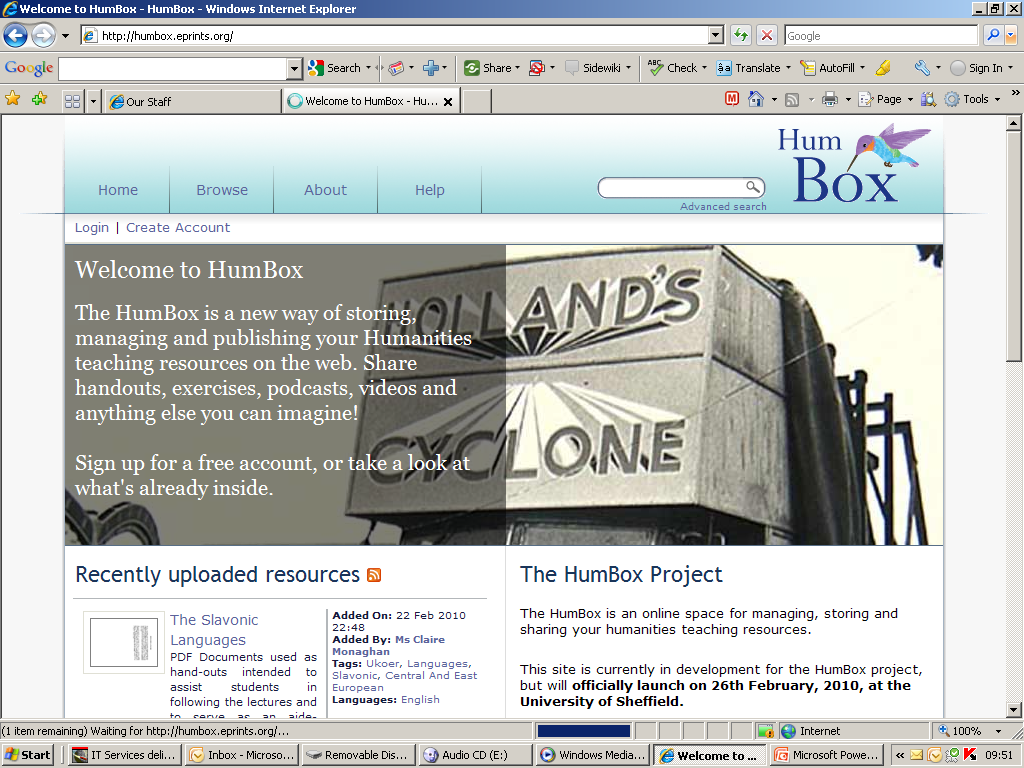 Welcome to HumBox - HumBox - Windows Internet Explorer
http://humbox.eprints.org/
Google
Google
Search
Share
Sidewiki
Check
Translate
AutoFill
Sign In
Our Staff
Welcome to HumBox - Hu...
Page
Tools
Hum
Box
Home
Browse
About
Help
Advanced search
Login | Create Account
Welcome to HumBox
The HumBox is a new way of storing,
managing and publishing your Humanities
teaching resources on the web. Share
handouts, exercises, podcasts, videos and
anything else you can imagine!
Sign up for a free account, or take a look at
what's already inside.
HOLLAND'S
CYCLONE
Recently uploaded resources
The Slavonic
Languages
PDF Documents used as
hand-outs intended to
assist students in
following the lectures and
to serve as an aide-
Added On: 22 Feb 2010
22:48
Added By: Ms Claire
Monaghan
Tags: Ukoer, Languages,
Slavonic, Central And East
European
Languages: English
The HumBox Project
The HumBox is an online space for managing, storing and
sharing your humanities teaching resources.
This site is currently in development for the HumBox project,
but will officially launch on 26th February, 2010, at the
University of Sheffield.
(1 item remaining) Waiting for http://humbox.eprints.org/...
Internet
100%
Start
IT Services deli...
Inbox - Microso...
Removable Dis...
Audio CD (E:)
Windows Media...
Welcome to ...
Microsoft Powe...
09:51